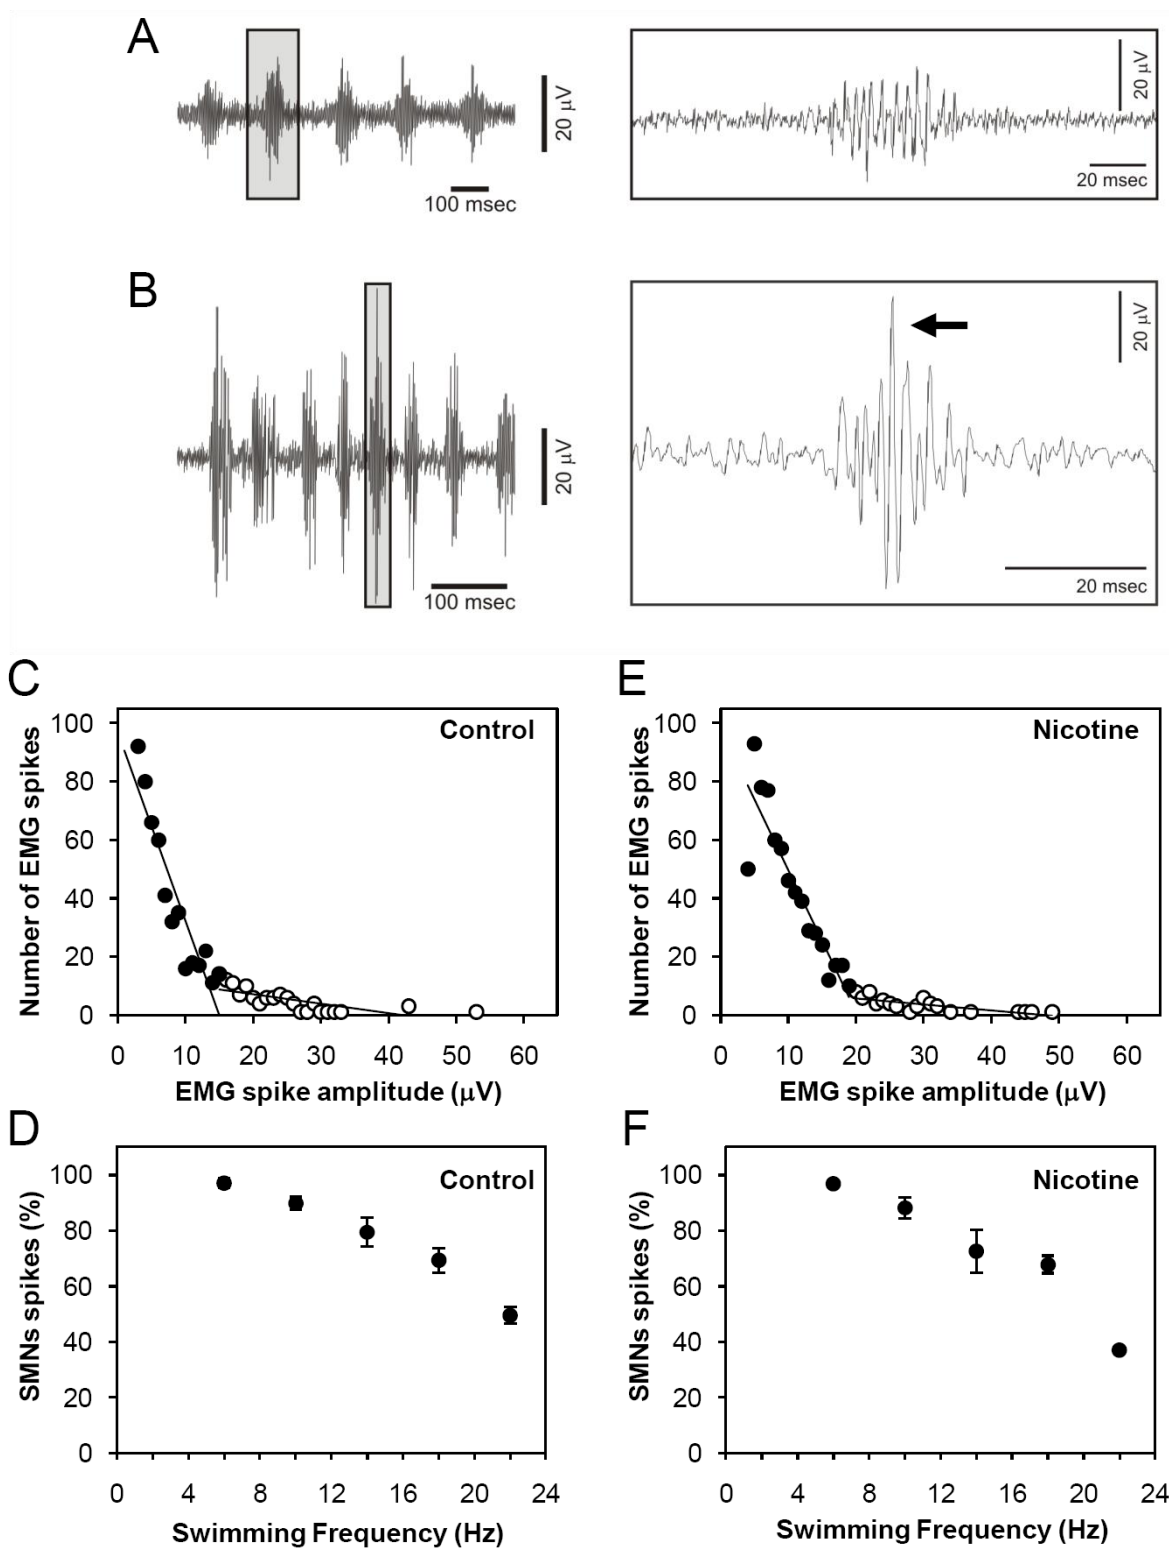 A
20 μV
100 msec
20 μV
20 msec
B
20 μV
100 msec
20 μV
20 msec
C
Control
Number of EMG spikes
100
80
60
40
20
0
0 10 20 30 40 50 60
EMG spike amplitude (μV)
E
Nicotine
Number of EMG spikes
100
80
60
40
20
0
0 10 20 30 40 50 60
EMG spike amplitude (μV)
D
Control
SMNs spikes (%)
100
80
60
40
20
0
0 4 8 12 16 20 24
Swimming Frequency (Hz)
F
Nicotine
SMNs spikes (%)
100
80
60
40
20
0
0 4 8 12 16 20 24
Swimming Frequency (Hz)